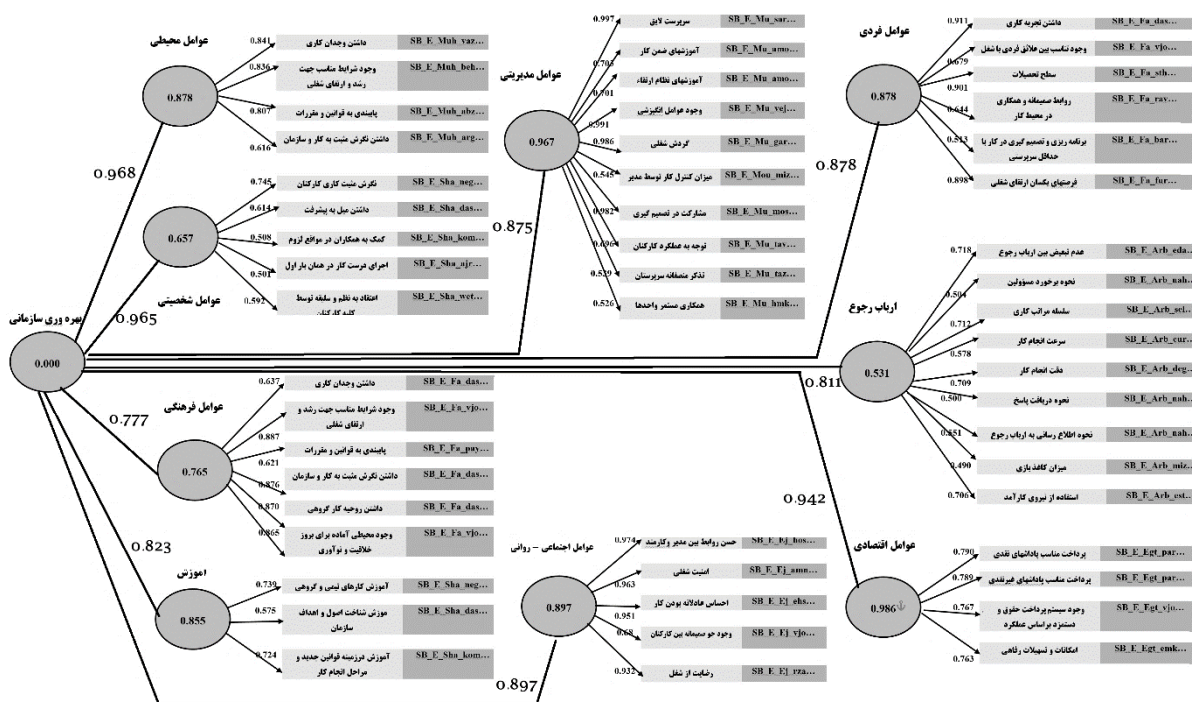 عوامل محیطی
0.878
0.841
داشتن وجدان کاری
SB_E_Muh_vaz...
0.836
وجود شرایط مناسب جهت
رشد و ارتقای شغلی
SB_E_Muh_beh...
0.807
پایبندی به قوانین و مقررات
SB_E_Muh_abz...
0.616
داشتن نگرش مثبت به کار و سازمان
SB_E_Muh_arg...
0.968
0.657
عوامل شخصیتی
0.745
نگرش مثبت کاری کارکنان
SB_E_Sha_neg...
0.614
داشتن میل به پیشرفت
SB_E_Sha_das...
0.508
کمک به همکاران در مواقع لزوم
SB_E_Sha_kom...
0.501
اجرای درست کار در همان بار اول
SB_E_Sha_ajr...
0.592
اعتقاد به نظم و سلیقه توسط
کلیه کارکنان
SB_E_Sha_wet...
0.965
بهره وری سازمانی
0.000
عوامل مدیریتی
0.967
0.997
سرپرست لایق
SB_E_Mu_sar...
0.705
آموزشهای ضمن کار
SB_E_Mu_amo...
0.701
آموزشهای نظام ارتقاء
SB_E_Mu_amo...
0.991
وجود عوامل انگیزشی
SB_E_Mu_vej...
0.986
گردش شغلی
SB_E_Mu_gar...
0.545
میزان کنترل کار توسط مدیر
SB_E_Mou_miz...
0.982
مشارکت در تصمیم گیری
SB_E_Mu_mos...
0.696
توجه به عملکرد کارکنان
SB_E_Mu_tav...
0.529
تذکر منصفانه سرپرستان
SB_E_Mu_taz...
0.526
همکاری مستمر واحدها
SB_E_Mu_hmk...
0.875
عوامل فردی
0.878
0.911
داشتن تجربه کاری
SB_E_Fa_das...
0.679
وجود تناسب بین علائق فردی با شغل
SB_E_Fa_vjo...
0.901
سطح تحصیلات
SB_E_Fa_sth...
0.644
روابط صمیمانه و همکاری
در محیط کار
SB_E_Fa_rav...
0.513
برنامه ریزی و تصمیم گیری در کار با
حداقل سرپرستی
SB_E_Fa_bar...
0.898
فرصتهای یکسان ارتقای شغلی
SB_E_Fa_fur...
0.878
ارباب رجوع
0.531
0.718
عدم تبعیض بین ارباب رجوع
SB_E_Arb_eda...
0.504
نحوه برخورد مسوولین
SB_E_Arb_nah...
0.712
سلسله مراتب کاری
SB_E_Arb_sel...
0.578
سرعت انجام کار
SB_E_Arb_cur...
0.709
دقت انجام کار
SB_E_Arb_deg...
0.500
نحوه دریافت پاسخ
SB_E_Arb_nah...
0.551
نحوه اطلاع رسانی به ارباب رجوع
SB_E_Arb_nah...
0.490
میزان کاغذ بازی
SB_E_Arb_miz...
0.706
استفاده از نیروی کارآمد
SB_E_Arb_est...
0.811
عوامل فرهنگی
0.765
0.637
داشتن وجدان کاری
SB_E_Fa_das...
0.887
وجود شرایط مناسب جهت رشد و
ارتقای شغلی
SB_E_Fa_vjo...
0.621
پایبندی به قوانین و مقررات
SB_E_Fa_pay...
0.876
داشتن نگرش مثبت به کار و سازمان
SB_E_Fa_das...
0.870
داشتن روحیه کار گروهی
SB_E_Fa_das...
0.865
وجود محیطی آماده برای بروز
خلاقیت و نوآوری
SB_E_Fa_vjo...
0.777
آموزش
0.855
0.739
آموزش کارهای تیمی و گروهی
SB_E_Sha_neg...
0.575
موزش شناخت اصول و اهداف
سازمان
SB_E_Sha_das...
0.724
آموزش درزمینه قوانین جدید و
مراحل انجام کار
SB_E_Sha_kom...
0.823
عوامل اجتماعی – روانی
0.897
0.974
حسن روابط بین مدیر وکارمند
SB_E_Ej_hos...
0.963
امنیت شغلی
SB_E_Ej_amn...
0.951
احساس عادلانه بودن کار
SB_E_Ej_ehs...
0.68
وجود جو صمیمانه بین کارکنان
SB_E_Ej_vjo...
0.932
رضایت از شغل
SB_E_Ej_rza...
0.897
عوامل اقتصادی
0.986
0.790
پرداخت مناسب پاداشهای نقدی
SB_E_Egt_par...
0.789
پرداخت مناسب پاداشهای غیرنقدی
SB_E_Egt_par...
0.767
وجود سیستم پرداخت حقوق و
دستمزد براساس عملکرد
SB_E_Egt_vjo...
0.763
امکانات و تسهیلات رفاهی
SB_E_Egt_emk...
0.942